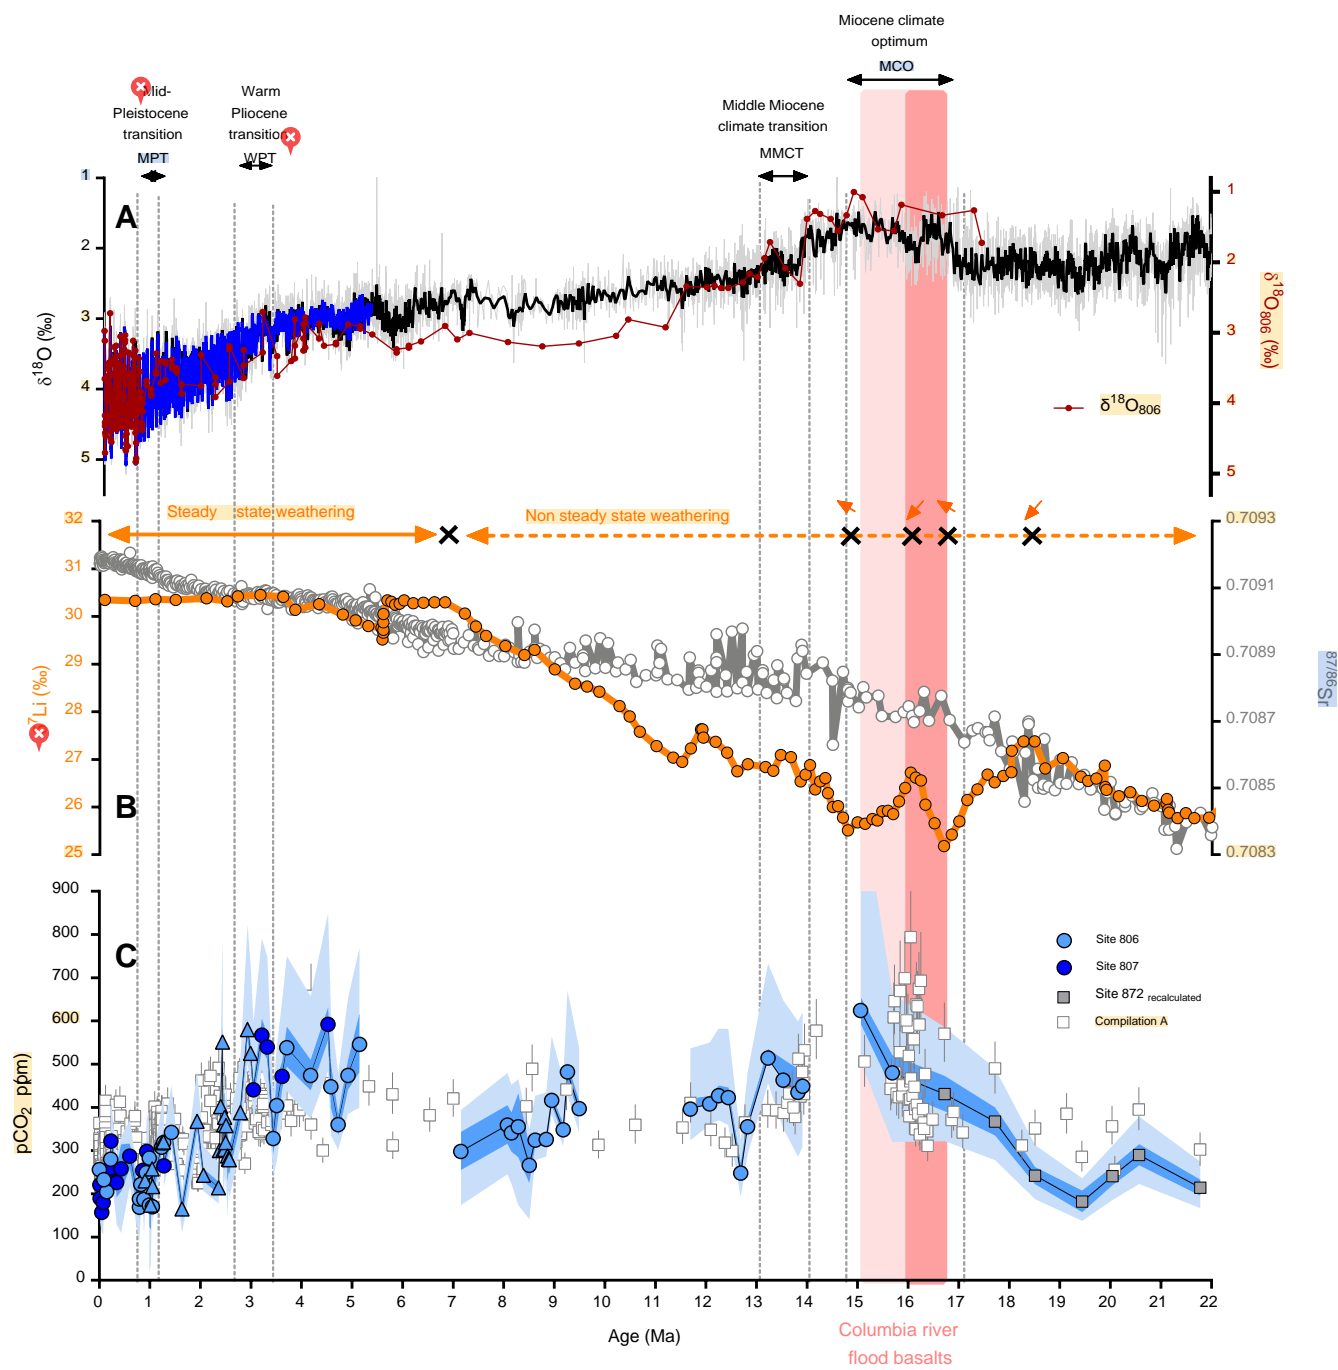 Miocene climate
optimum
MCO
Mid-
Pleistocene
transition
MPT
Warm
Pliocene
transition
WPT
Middle Miocene
climate transition
MMCT
A
1
2
3
4
5
δ18O (‰)
1
2
3
4
5
δ18O806 (‰)
δ18O806
Steady state weathering
Non steady state weathering
B
32
31
30
29
28
27
26
25
7Li (‰)
0.7093
0.7091
0.7089
0.7087
0.7085
0.7083
87/86Sr
C
900
800
700
600
500
400
300
200
100
0
pCO2 ppm)
Site 806
Site 807
Site 872 recalculated
Compilation A
0 1 2 3 4 5 6 7 8 9 10 11 12 13 14 15 16 17 18 19 20 21 22
Age (Ma)
Columbia river
flood basalts